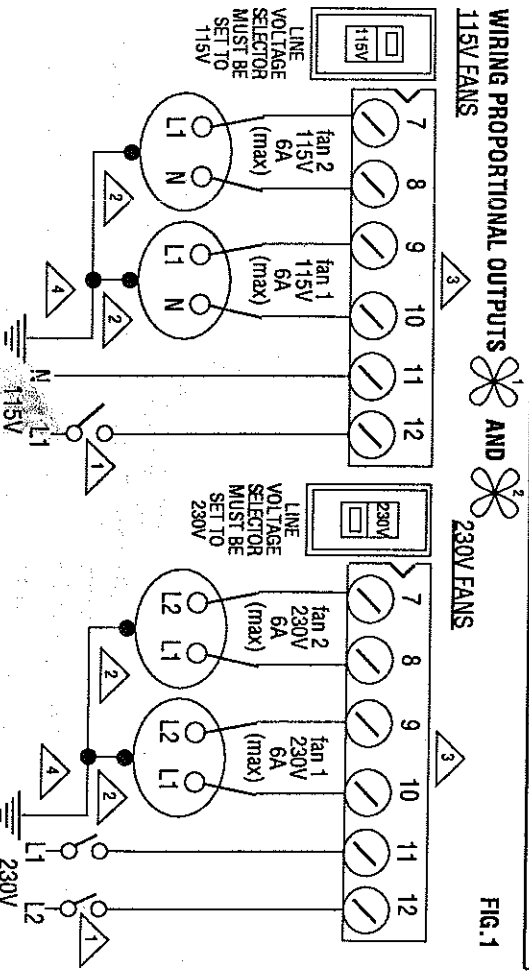 WIRING PROPORTIONAL OUTPUTS 1 AND 2
FIG.1
115V FANS
115V
LINE
VOLTAGE
SELECTOR
MUST BE
SET TO
115V
7 8 9 10 11 12
3
fan 2
115V
6A
(max)
fan 1
115V
6A
(max)
L1 N
L1 N
2
2
4
N
115V
L1
1
230V FANS
230V
LINE
VOLTAGE
SELECTOR
MUST BE
SET TO
230V
7 8 9 10 11 12
3
fan 2
230V
6A
(max)
fan 1
230V
6A
(max)
L2 L1
L2 L1
2
2
4
L1
230V
L2
1